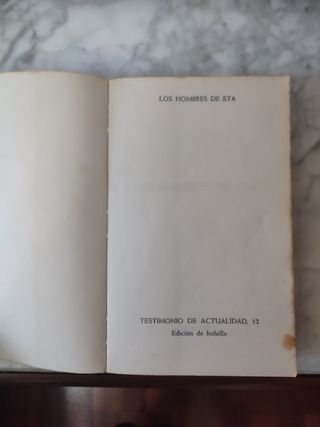 LOS HOMBRES DE ETA
TESTIMONIO DE ACTUALIDAD, 12
Edición de bolsillo